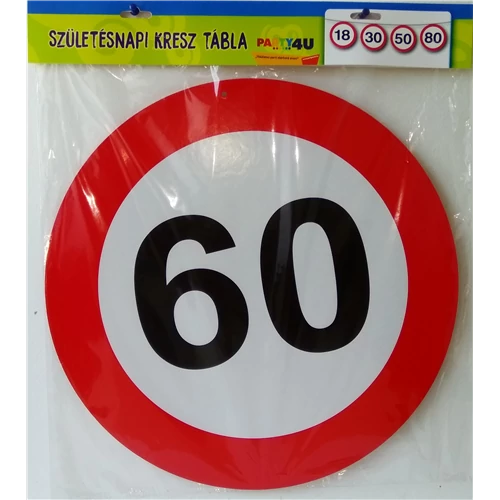 SZÜLETÉSNAPI KRESZ TÁBLA PARTY4U
18 30 50 80
60